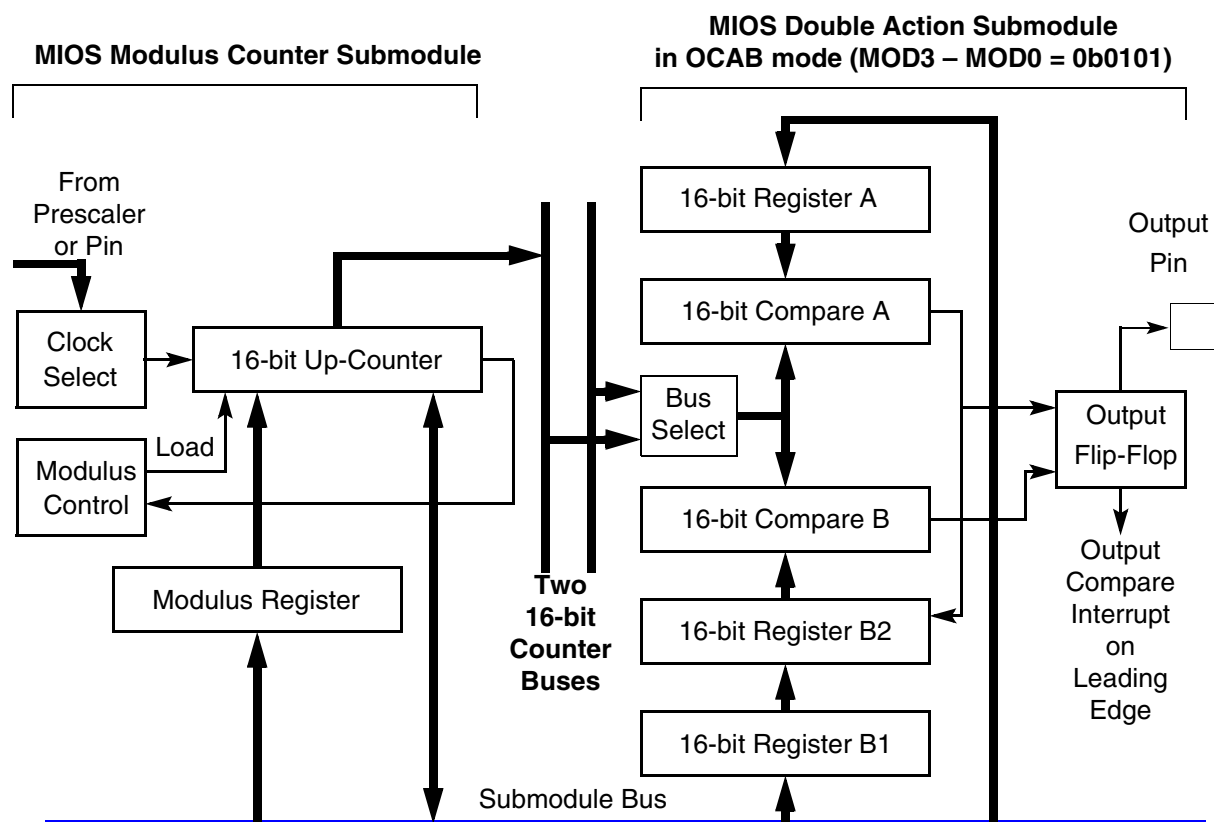 MIOS Modulus Counter Submodule
MIOS Double Action Submodule
in OCAB mode (MOD3 – MOD0 = 0b0101)
From
Prescaler
or Pin
Clock
Select
16-bit Up-Counter
Load
Modulus
Control
Modulus Register
Two
16-bit
Counter
Buses
16-bit Register A
16-bit Compare A
Bus
Select
16-bit Compare B
16-bit Register B2
16-bit Register B1
Output
Pin
Output
Flip-Flop
Output
Compare
Interrupt
on
Leading
Edge
Submodule Bus